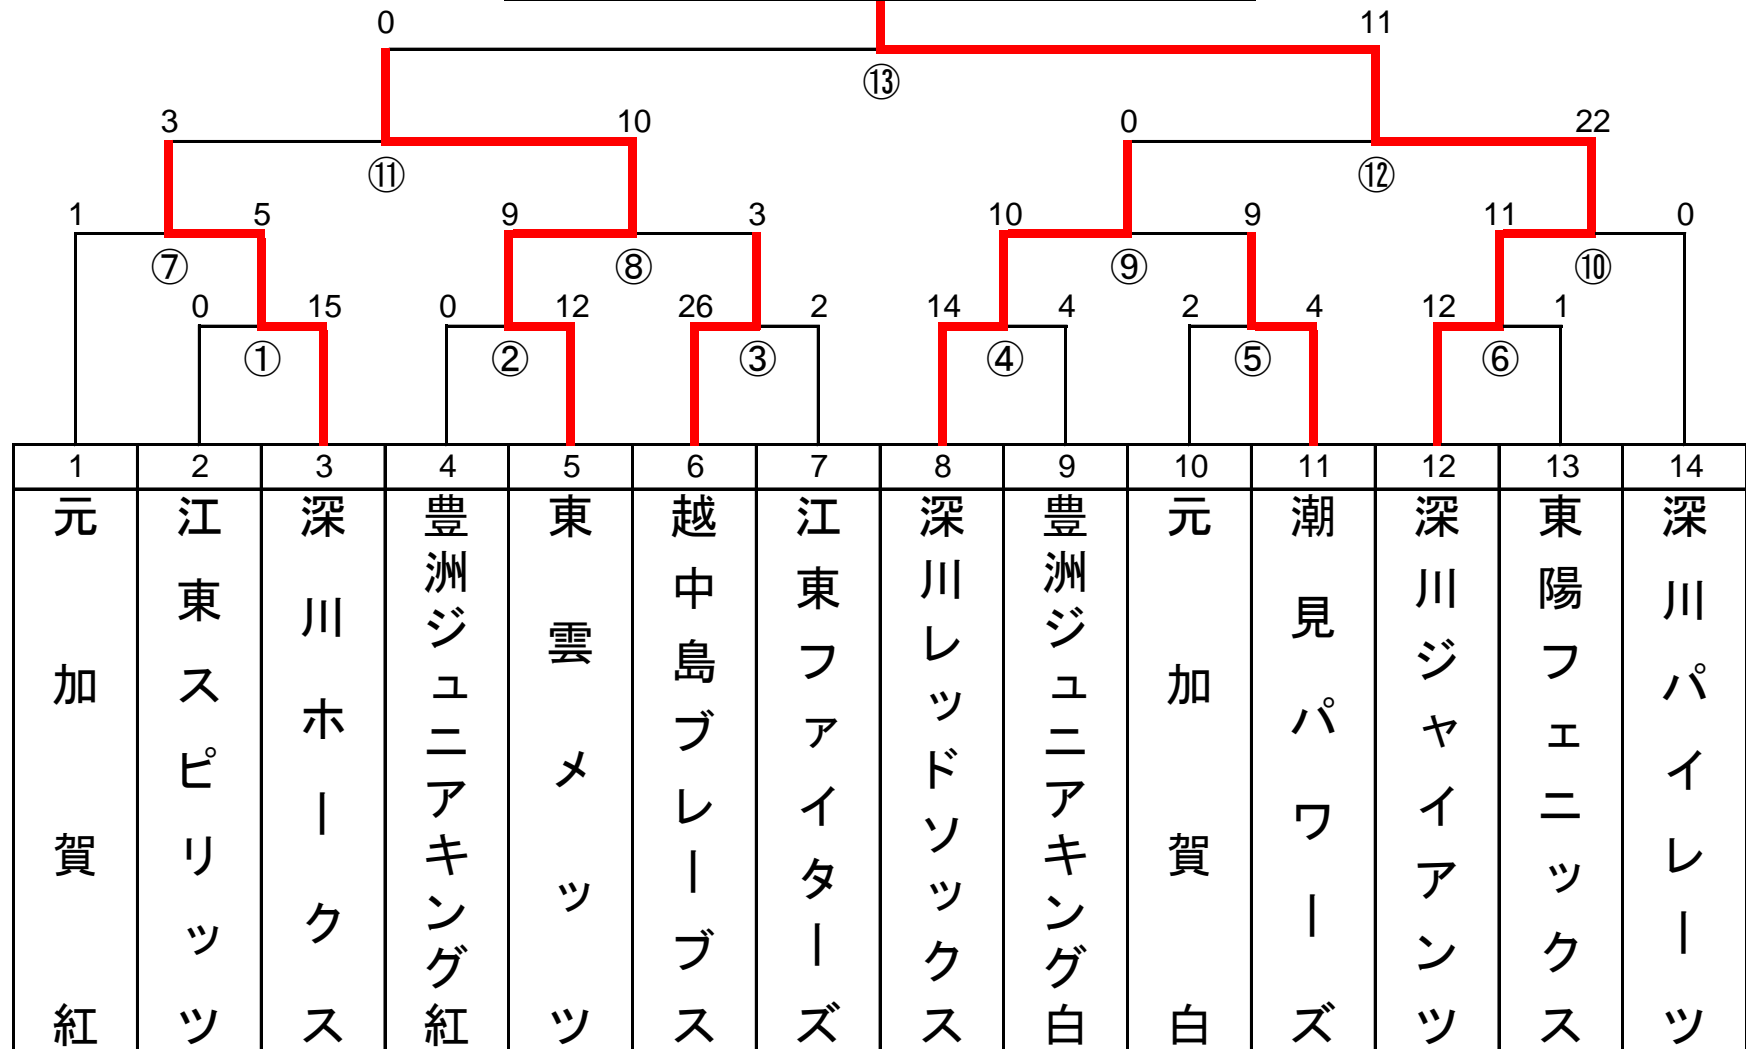 0 11
⑬
3 10 0 22
⑪ ⑫
1 5 9 3 10 9 11 0
⑦ ⑧ ⑨ ⑩
0 15 0 12 26 2 14 4 2 4 12 1
① ② ③ ④ ⑤ ⑥
1 2 3 4 5 6 7 8 9 10 11 12 13 14
元加賀紅
江東スピリッツ
深川ホークス
豊洲ジュニアキング紅
東雲メッツ
越中島ブレーブス
江東ファイターズ
深川レッドソックス
豊洲ジュニアキング白
元加賀白
潮見パワーズ
深川ジャイアンツ
東陽フェニックス
深川パイレーツ